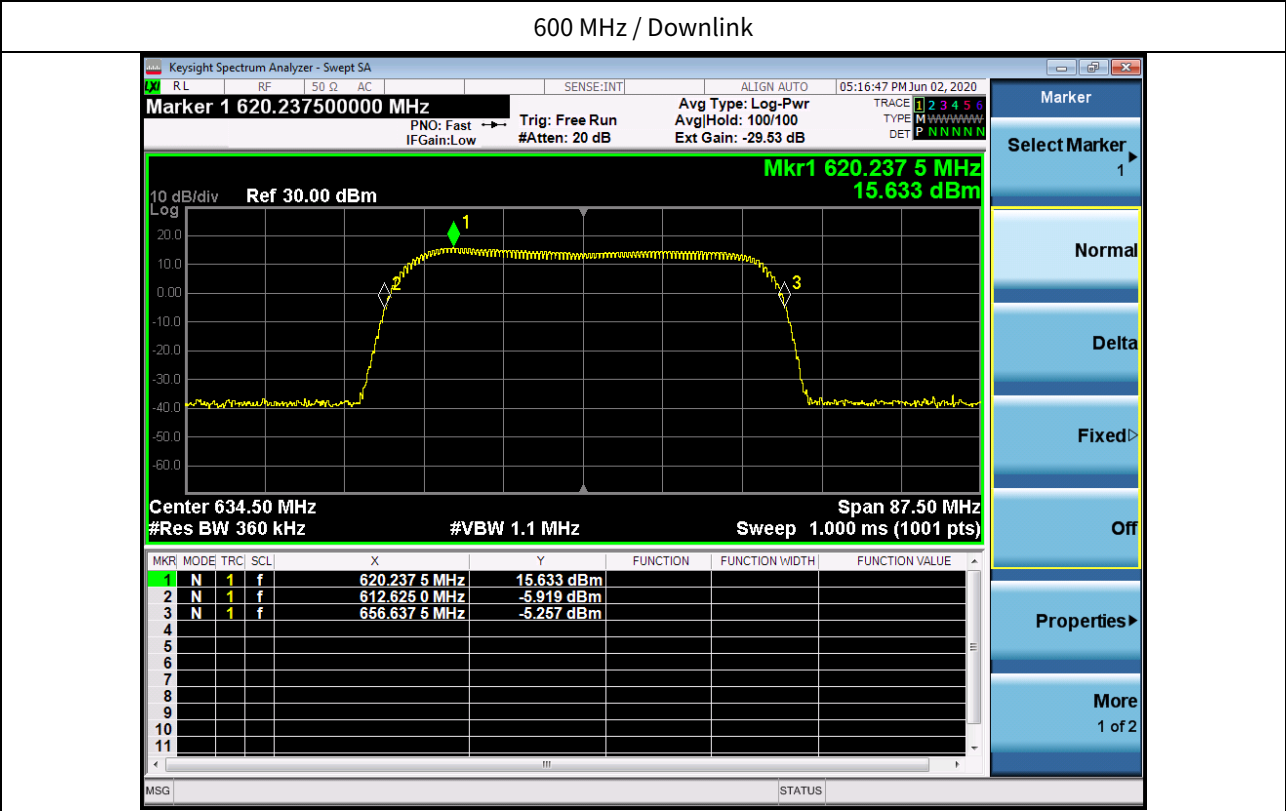 600 MHz / Downlink
Keysight Spectrum Analyzer - Swept SA
LXI RL RF 50 Ω AC SENSE:INT ALIGN AUTO 05:16:47 PM Jun 02, 2020
Marker 1 620.237500000 MHz
PNO: Fast
IFGain:Low
Trig: Free Run
#Atten: 20 dB
Avg Type: Log-Pwr
Avg|Hold: 100/100
Ext Gain: -29.53 dB
TRACE 1 2 3 4 5 6
TYPE M WWWWW
DET P N N N N N
Mkr1 620.237 5 MHz
15.633 dBm
10 dB/div Ref 30.00 dBm
Log
20.0
10.0
0.00
-10.0
-20.0
-30.0
-40.0
-50.0
-60.0
1
2
3
Center 634.50 MHz Span 87.50 MHz
#Res BW 360 kHz #VBW 1.1 MHz Sweep 1.000 ms (1001 pts)
MKR MODE TRC SCL X Y FUNCTION FUNCTION WIDTH FUNCTION VALUE
1 N 1 f 620.237 5 MHz 15.633 dBm
2 N 1 f 612.625 0 MHz -5.919 dBm
3 N 1 f 656.637 5 MHz -5.257 dBm
4
5
6
7
8
9
10
11
MSG STATUS
Marker
Select Marker
1
Normal
Delta
Fixed
Off
Properties
More
1 of 2